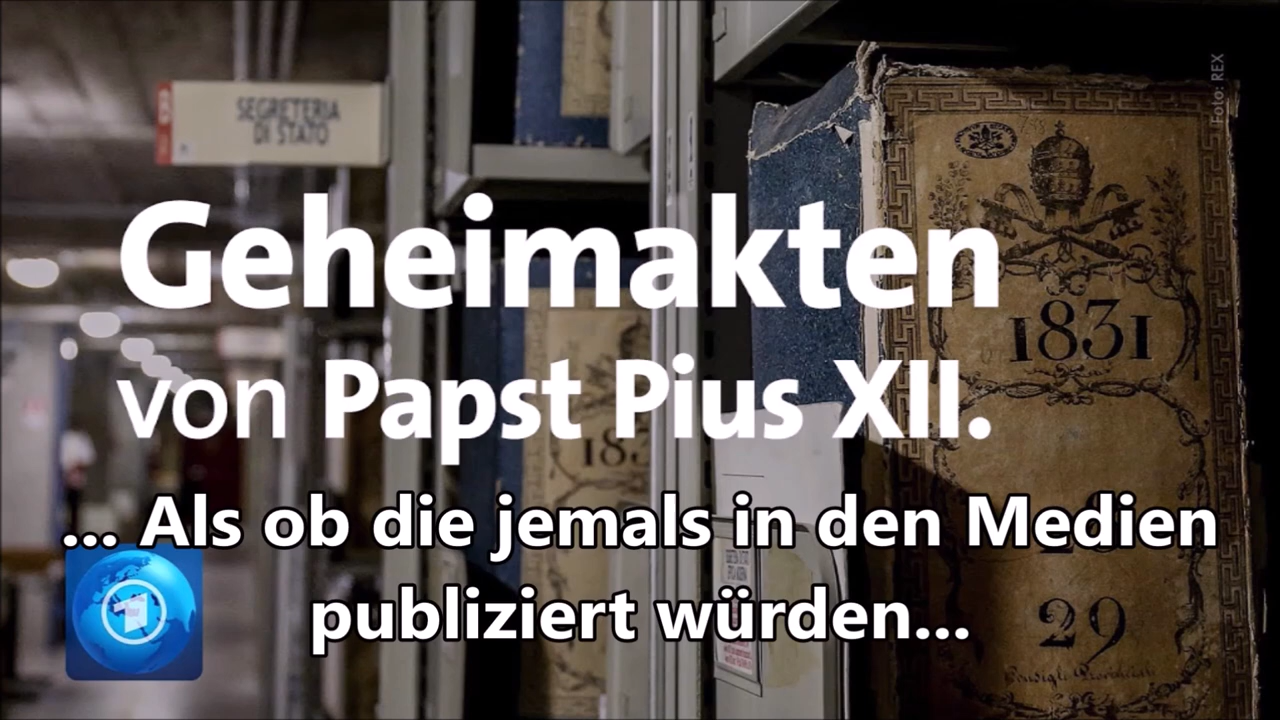 Foto: REX
SEGRETERIA
DI STATO
Geheimakten
von Papst Pius XII.
1831
... Als ob die jemals in den Medien
publiziert würden...
29